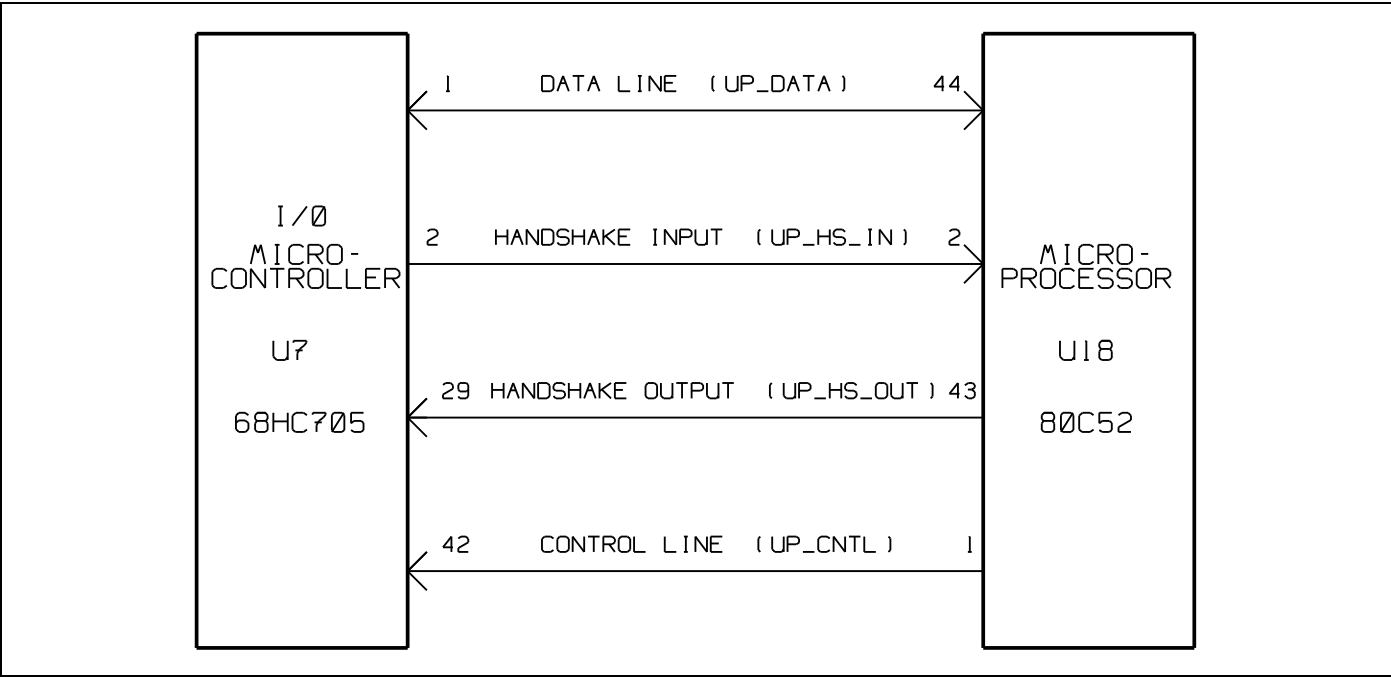 1 DATA LINE (UP_DATA) 44
I/O
MICRO-
CONTROLLER
U7
68HC705
2 HANDSHAKE INPUT (UP_HS_IN) 2
29 HANDSHAKE OUTPUT (UP_HS_OUT) 43
42 CONTROL LINE (UP_CNTL) 1
MICRO-
PROCESSOR
U18
80C52